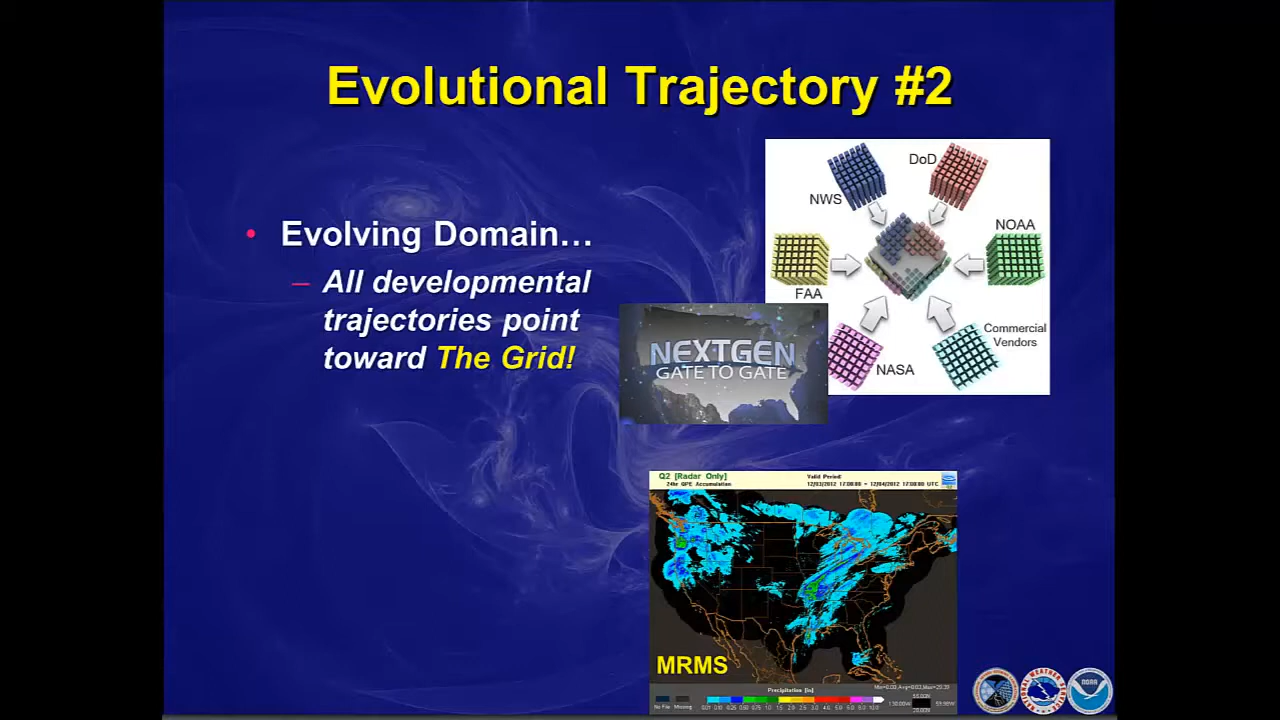 Evolutional Trajectory #2
• Evolving Domain…
– All developmental
trajectories point
toward The Grid!
DoD
NWS
NOAA
FAA
Commercial
Vendors
NASA
NEXTGEN
GATE TO GATE
Q2 [Radar Only]
24hr QPE Accumulation
Valid Period:
12/03/2012 17:00:00 - 12/04/2012 17:00:00 UTC
MRMS
Precipitation [in]
No File Missing
NOAA